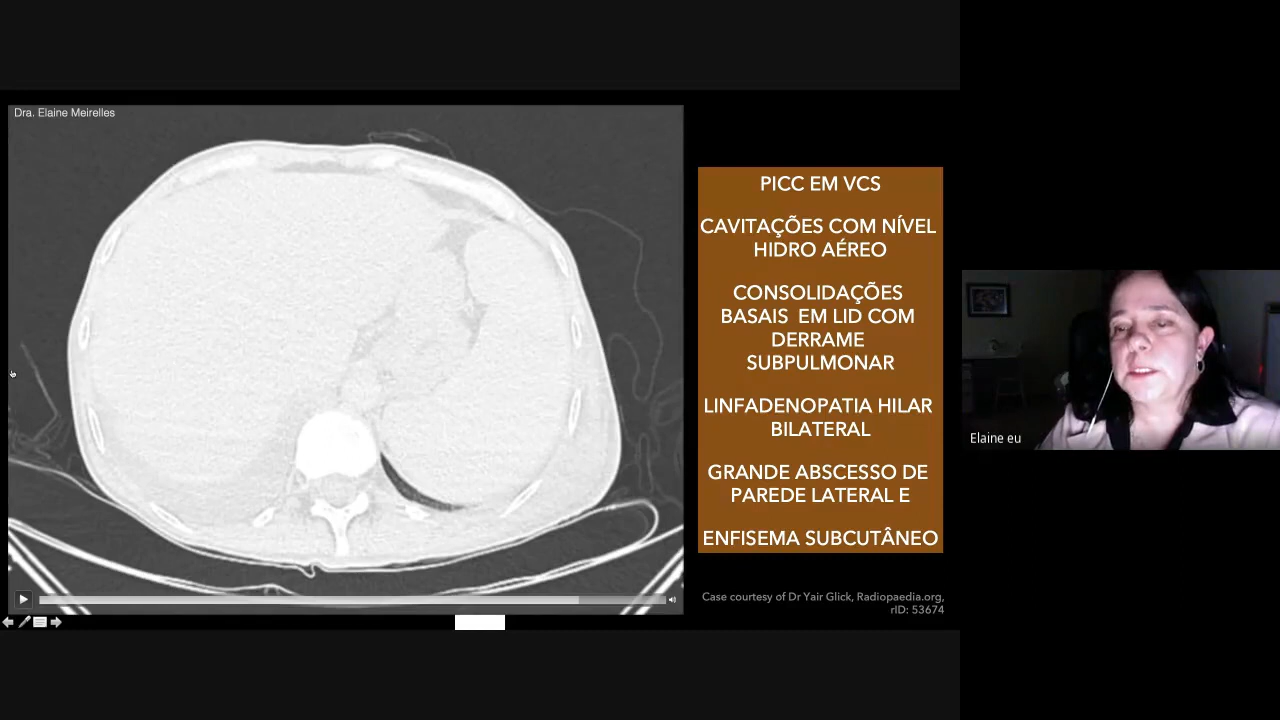 Dra. Elaine Meirelles
PICC EM VCS
CAVITAÇÕES COM NÍVEL
HIDRO AÉREO
CONSOLIDAÇÕES
BASAIS EM LID COM
DERRAME
SUBPULMONAR
LINFADENOPATIA HILAR
BILATERAL
GRANDE ABSCESSO DE
PAREDE LATERAL E
ENFISEMA SUBCUTÂNEO
Case courtesy of Dr Yair Glick, Radiopaedia.org,
rID: 53674
Elaine eu